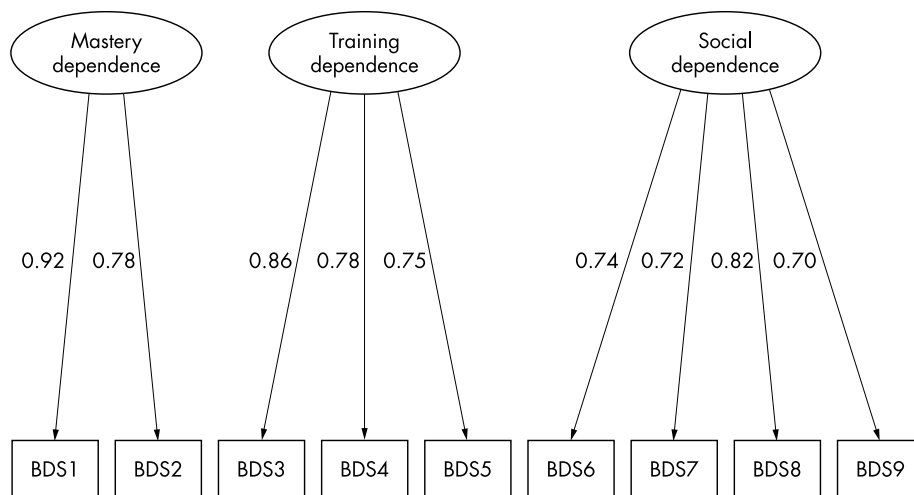 Mastery
dependence
Training
dependence
Social
dependence
0.92
0.78
0.86
0.78
0.75
0.74
0.72
0.82
0.70
BDS1
BDS2
BDS3
BDS4
BDS5
BDS6
BDS7
BDS8
BDS9